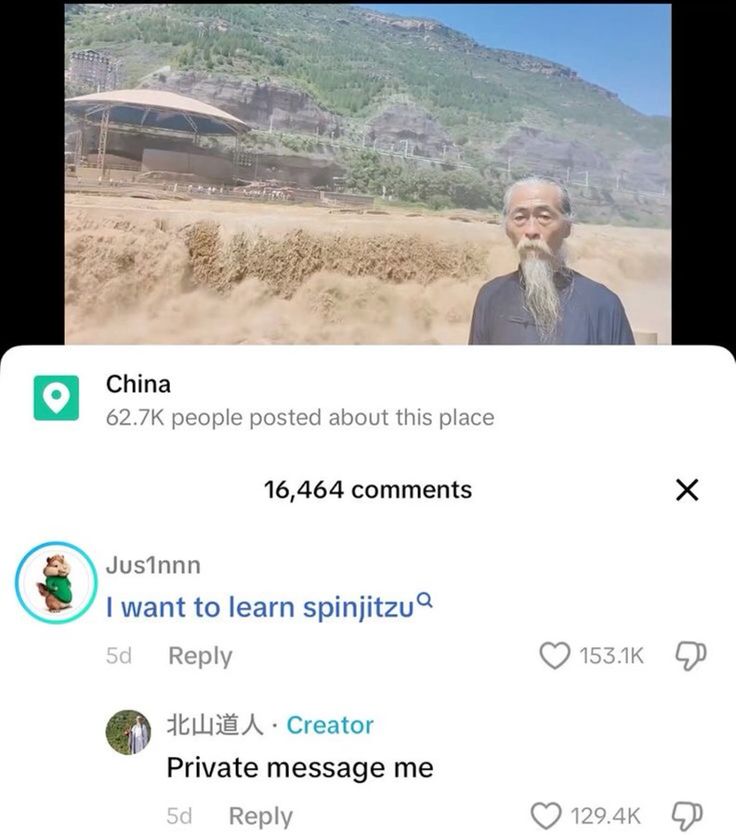 China
62.7K people posted about this place
16,464 comments
Jus1nnn
I want to learn spinjitzu
5d Reply 153.1K
北山道人 · Creator
Private message me
5d Reply 129.4K